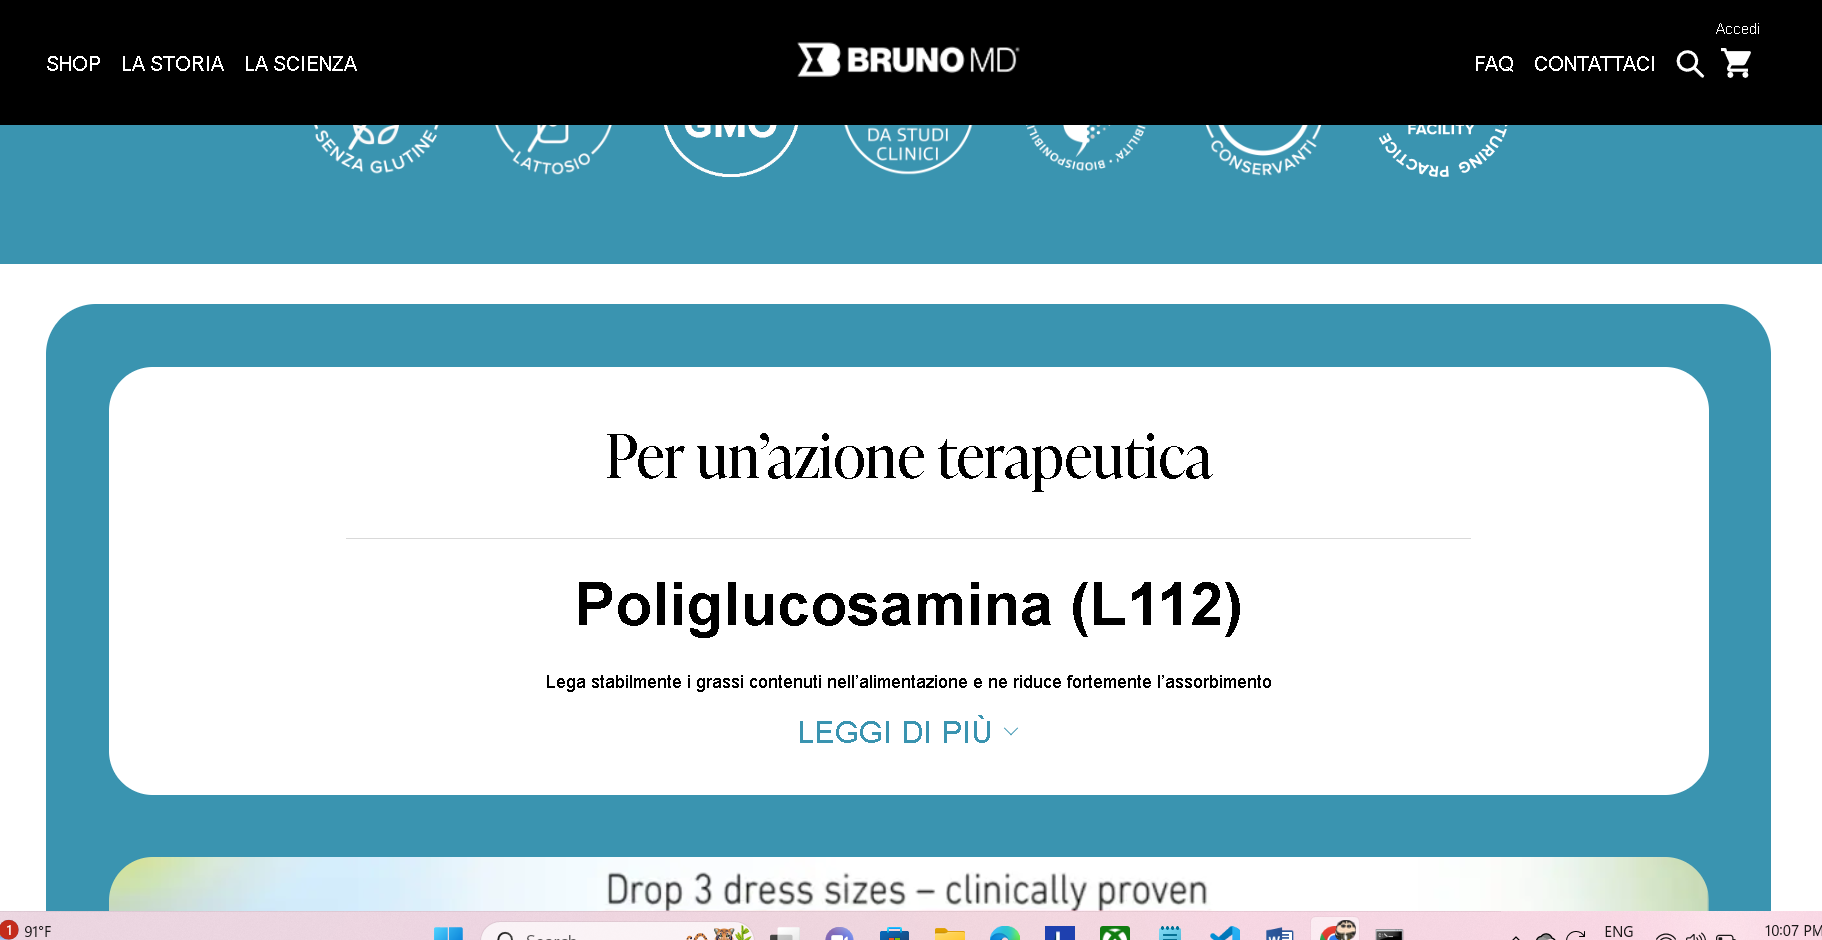 Accedi
SHOP LA STORIA LA SCIENZA
BRUNO MD
FAQ CONTATTACI
SENZA GLUTINE
LATTOSIO
GMO
DA STUDI
CLINICI
BIODISPONIBILITÀ
CONSERVANTI
FACILITY
TURING PRACTICE
Per un’azione terapeutica
Poliglucosamina (L112)
Lega stabilmente i grassi contenuti nell’alimentazione e ne riduce fortemente l’assorbimento
LEGGI DI PIÙ
Drop 3 dress sizes – clinically proven
1
91°F
Search
ENG
10:07 PM